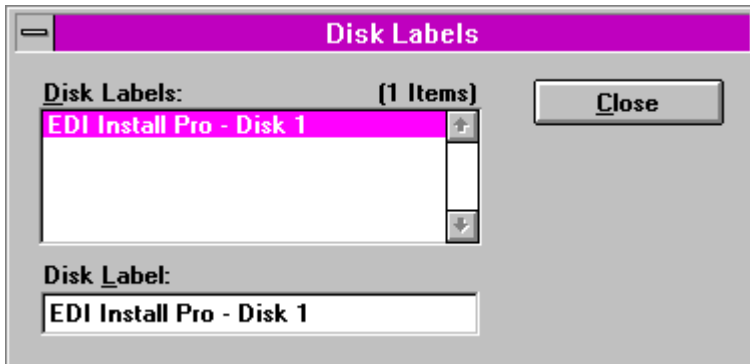 Disk Labels
Disk Labels: (1 Items)
EDI Install Pro - Disk 1
Close
Disk Label:
EDI Install Pro - Disk 1